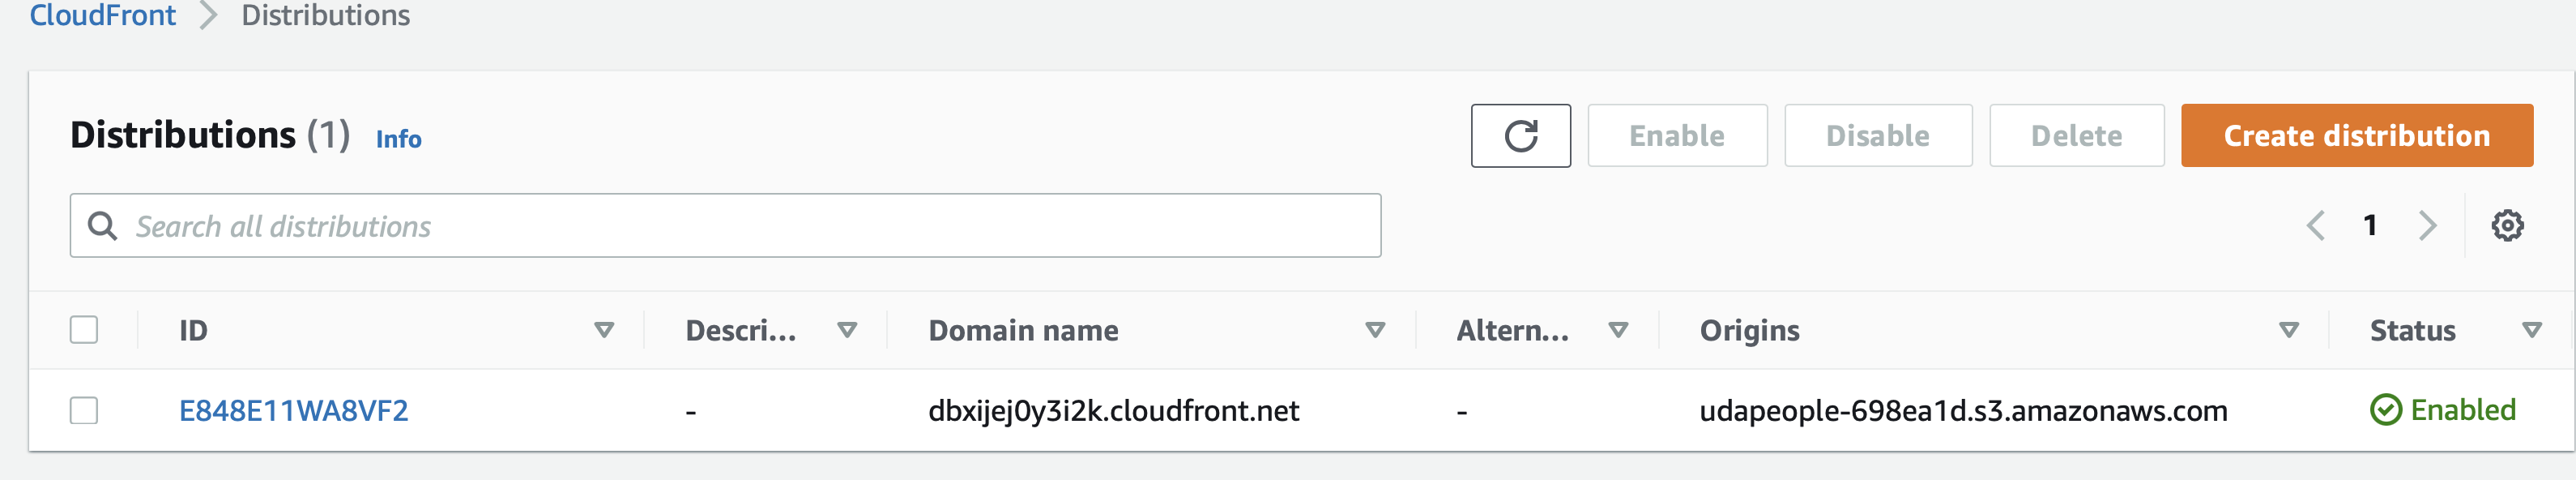 CloudFront > Distributions
Distributions (1) Info
Enable Disable Delete Create distribution
Search all distributions
1
ID Descri... Domain name Altern... Origins Status
E848E11WA8VF2 - dbxijej0y3i2k.cloudfront.net - udapeople-698ea1d.s3.amazonaws.com Enabled